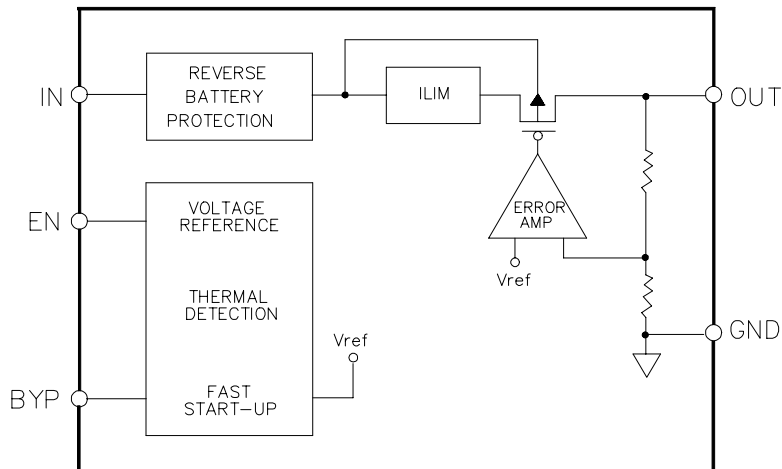 IN
REVERSE
BATTERY
PROTECTION
ILIM
OUT
EN
VOLTAGE
REFERENCE
ERROR
AMP
Vref
THERMAL
DETECTION
Vref
GND
BYP
FAST
START-UP